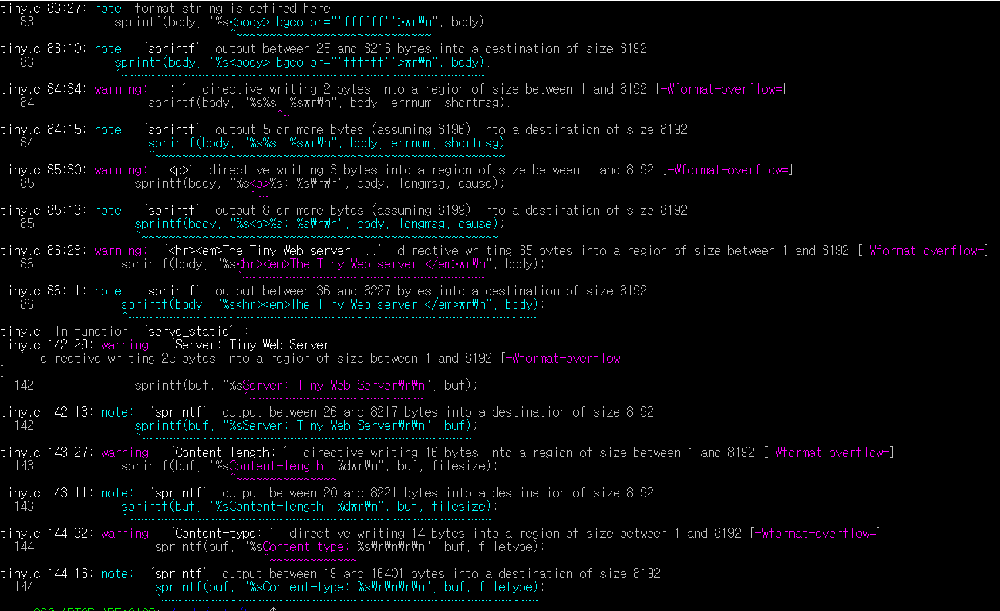 tiny.c:83:27: note: format string is defined here
83 | sprintf(body, "%s<body> bgcolor=""ffffff"">₩r₩n", body);
| ^~~~~~~~~~~~~~~~~~~~~~~~~~~~~~
tiny.c:83:10: note: ‘sprintf’ output between 25 and 8216 bytes into a destination of size 8192
83 | sprintf(body, "%s<body> bgcolor=""ffffff"">₩r₩n", body);
| ^~~~~~~~~~~~~~~~~~~~~~~~~~~~~~~~~~~~~~~~~~~~~~~~~~~~~~~
tiny.c:84:34: warning: ‘: ’ directive writing 2 bytes into a region of size between 1 and 8192 [-₩format-overflow=]
84 | sprintf(body, "%s%s: %s₩r₩n", body, errnum, shortmsg);
| ^~
tiny.c:84:15: note: ‘sprintf’ output 5 or more bytes (assuming 8196) into a destination of size 8192
84 | sprintf(body, "%s%s: %s₩r₩n", body, errnum, shortmsg);
| ^~~~~~~~~~~~~~~~~~~~~~~~~~~~~~~~~~~~~~~~~~~~~~~~~~~~~
tiny.c:85:30: warning: ‘<p>’ directive writing 3 bytes into a region of size between 1 and 8192 [-₩format-overflow=]
85 | sprintf(body, "%s<p>%s: %s₩r₩n", body, longmsg, cause);
| ^~~
tiny.c:85:13: note: ‘sprintf’ output 8 or more bytes (assuming 8199) into a destination of size 8192
85 | sprintf(body, "%s<p>%s: %s₩r₩n", body, longmsg, cause);
| ^~~~~~~~~~~~~~~~~~~~~~~~~~~~~~~~~~~~~~~~~~~~~~~~~~~~~~
tiny.c:86:28: warning: ‘<hr><em>The Tiny Web server ...’ directive writing 35 bytes into a region of size between 1 and 8192 [-₩format-overflow=]
86 | sprintf(body, "%s<hr><em>The Tiny Web server </em>₩r₩n", body);
| ^~~~~~~~~~~~~~~~~~~~~~~~~~~~~~~~~~~~~
tiny.c:86:11: note: ‘sprintf’ output between 36 and 8227 bytes into a destination of size 8192
86 | sprintf(body, "%s<hr><em>The Tiny Web server </em>₩r₩n", body);
| ^~~~~~~~~~~~~~~~~~~~~~~~~~~~~~~~~~~~~~~~~~~~~~~~~~~~~~~~~~~~~~
tiny.c: In function ‘serve_static’:
tiny.c:142:29: warning: ‘Server: Tiny Web Server
’ directive writing 25 bytes into a region of size between 1 and 8192 [-₩format-overflow
]
142 | sprintf(buf, "%sServer: Tiny Web Server₩r₩n", buf);
| ^~~~~~~~~~~~~~~~~~~~~~~~~~~
tiny.c:142:13: note: ‘sprintf’ output between 26 and 8217 bytes into a destination of size 8192
142 | sprintf(buf, "%sServer: Tiny Web Server₩r₩n", buf);
| ^~~~~~~~~~~~~~~~~~~~~~~~~~~~~~~~~~~~~~~~~~~~~~~~~~
tiny.c:143:27: warning: ‘Content-length: ’ directive writing 16 bytes into a region of size between 1 and 8192 [-₩format-overflow=]
143 | sprintf(buf, "%sContent-length: %d₩r₩n", buf, filesize);
| ^~~~~~~~~~~~~~~~
tiny.c:143:11: note: ‘sprintf’ output between 20 and 8221 bytes into a destination of size 8192
143 | sprintf(buf, "%sContent-length: %d₩r₩n", buf, filesize);
| ^~~~~~~~~~~~~~~~~~~~~~~~~~~~~~~~~~~~~~~~~~~~~~~~~~~~~~~
tiny.c:144:32: warning: ‘Content-type: ’ directive writing 14 bytes into a region of size between 1 and 8192 [-₩format-overflow=]
144 | sprintf(buf, "%sContent-type: %s₩r₩n₩r₩n", buf, filetype);
| ^~~~~~~~~~~~~~
tiny.c:144:16: note: ‘sprintf’ output between 19 and 16401 bytes into a destination of size 8192
144 | sprintf(buf, "%sContent-type: %s₩r₩n₩r₩n", buf, filetype);
| ^~~~~~~~~~~~~~~~~~~~~~~~~~~~~~~~~~~~~~~~~~~~~~~~~~~~~~~~~